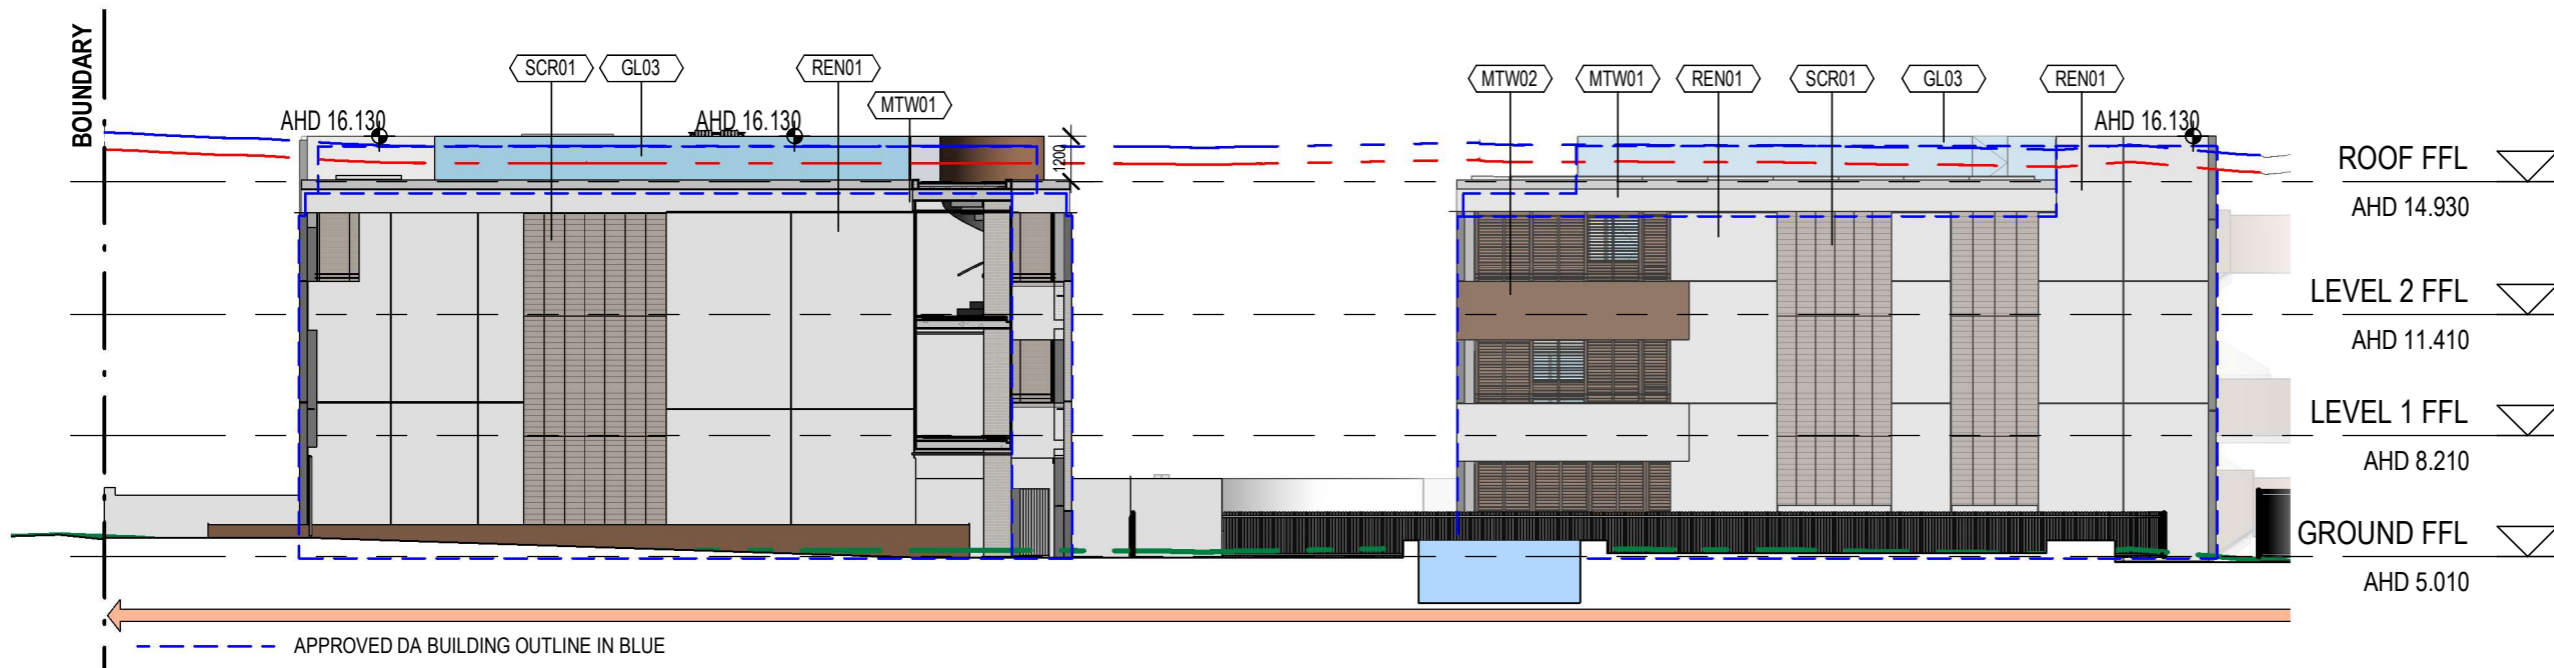 BOUNDARY
SCR01
GL03
REN01
MTW01
AHD 16.130
AHD 16.130
1200
MTW02
MTW01
REN01
SCR01
GL03
REN01
AHD 16.130
ROOF FFL
AHD 14.930
LEVEL 2 FFL
AHD 11.410
LEVEL 1 FFL
AHD 8.210
GROUND FFL
AHD 5.010
APPROVED DA BUILDING OUTLINE IN BLUE